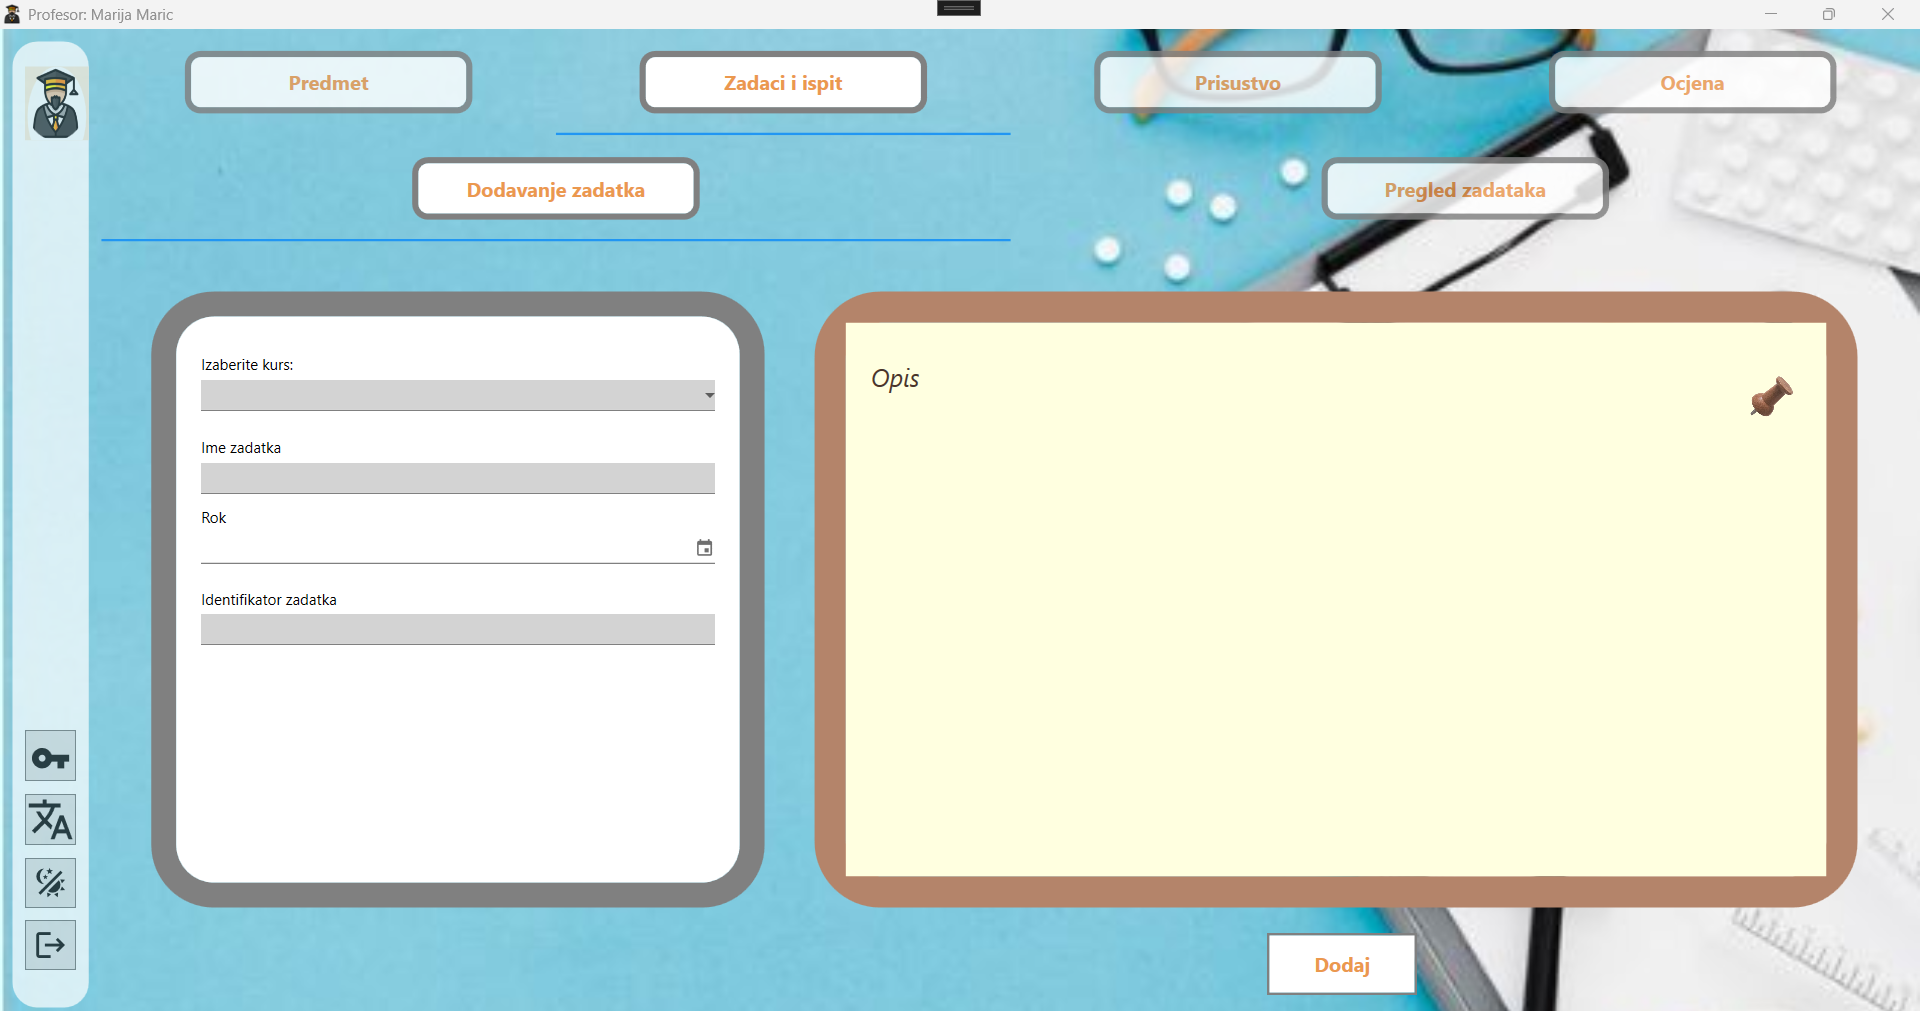 Profesor: Marija Maric
Predmet
Zadaci i ispit
Prisustvo
Ocjena
Dodavanje zadatka
Pregled zadataka
Izaberite kurs:
Ime zadatka
Rok
Identifikator zadatka
Opis
Dodaj